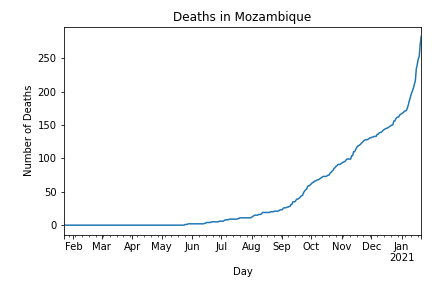 Deaths in Mozambique
Number of Deaths
250
200
150
100
50
0
Feb Mar Apr May Jun Jul Aug Sep Oct Nov Dec Jan
2021
Day